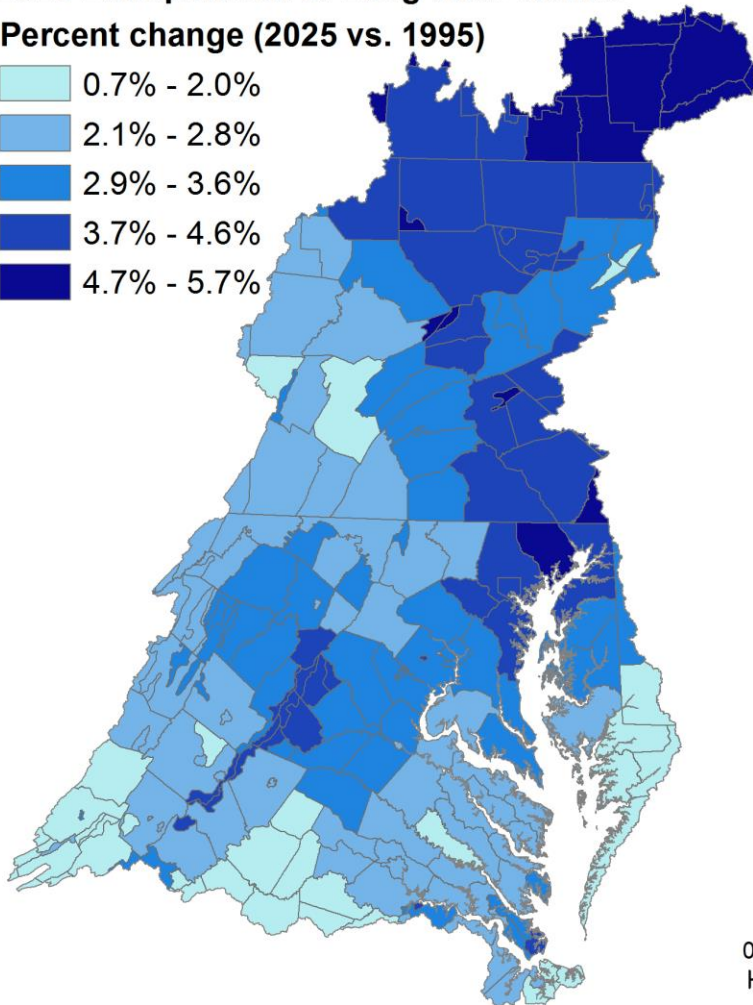 Percent change (2025 vs. 1995)
0.7% - 2.0%
2.1% - 2.8%
2.9% - 3.6%
3.7% - 4.6%
4.7% - 5.7%
0